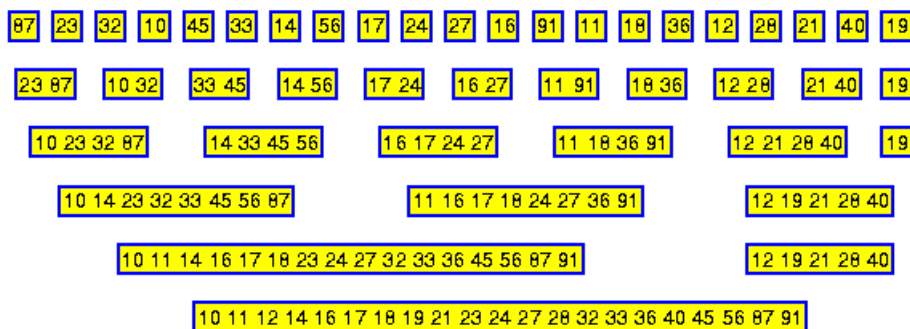 87 23 32 10 45 33 14 56 17 24 27 16 91 11 18 36 12 28 21 40 19
23 87 10 32 33 45 14 56 17 24 16 27 11 91 18 36 12 28 21 40 19
10 23 32 87 14 33 45 56 16 17 24 27 11 18 36 91 12 21 28 40 19
10 14 23 32 33 45 56 87 11 16 17 18 24 27 36 91 12 19 21 28 40
10 11 14 16 17 18 23 24 27 32 33 36 45 56 87 91 12 19 21 28 40
10 11 12 14 16 17 18 19 21 23 24 27 28 32 33 36 40 45 56 87 91